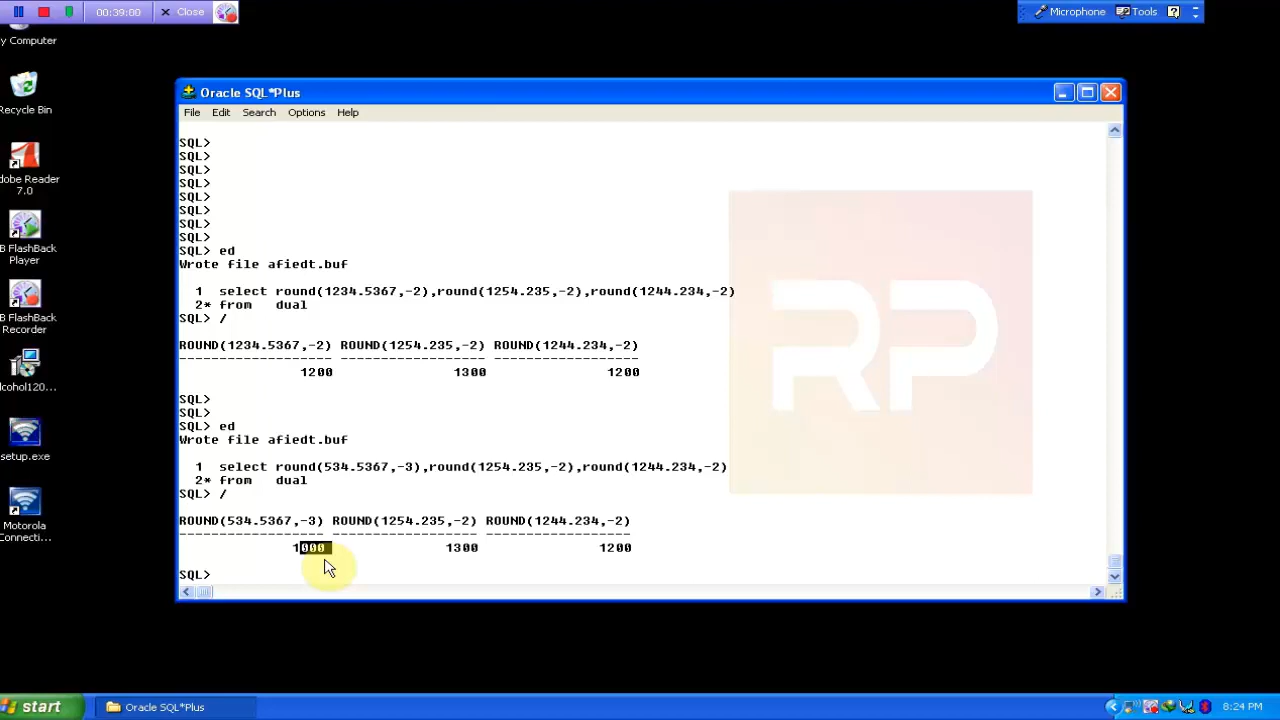 00:39:00 Close
Microphone Tools
y Computer
Recycle Bin
dobe Reader
7.0
B FlashBack
Player
B FlashBack
Recorder
lcohol120...
setup.exe
Motorola
Connecti...
Oracle SQL*Plus
File Edit Search Options Help
SQL>
SQL>
SQL>
SQL>
SQL>
SQL>
SQL>
SQL>
SQL> ed
Wrote file afiedt.buf
1 select round(1234.5367,-2),round(1254.235,-2),round(1244.234,-2)
2* from dual
SQL> /
ROUND(1234.5367,-2) ROUND(1254.235,-2) ROUND(1244.234,-2)
------------------- ------------------ ------------------
1200 1300 1200
SQL>
SQL>
SQL> ed
Wrote file afiedt.buf
1 select round(534.5367,-3),round(1254.235,-2),round(1244.234,-2)
2* from dual
SQL> /
ROUND(534.5367,-3) ROUND(1254.235,-2) ROUND(1244.234,-2)
------------------ ------------------ ------------------
1000 1300 1200
SQL>
RP
start Oracle SQL*Plus 8:24 PM